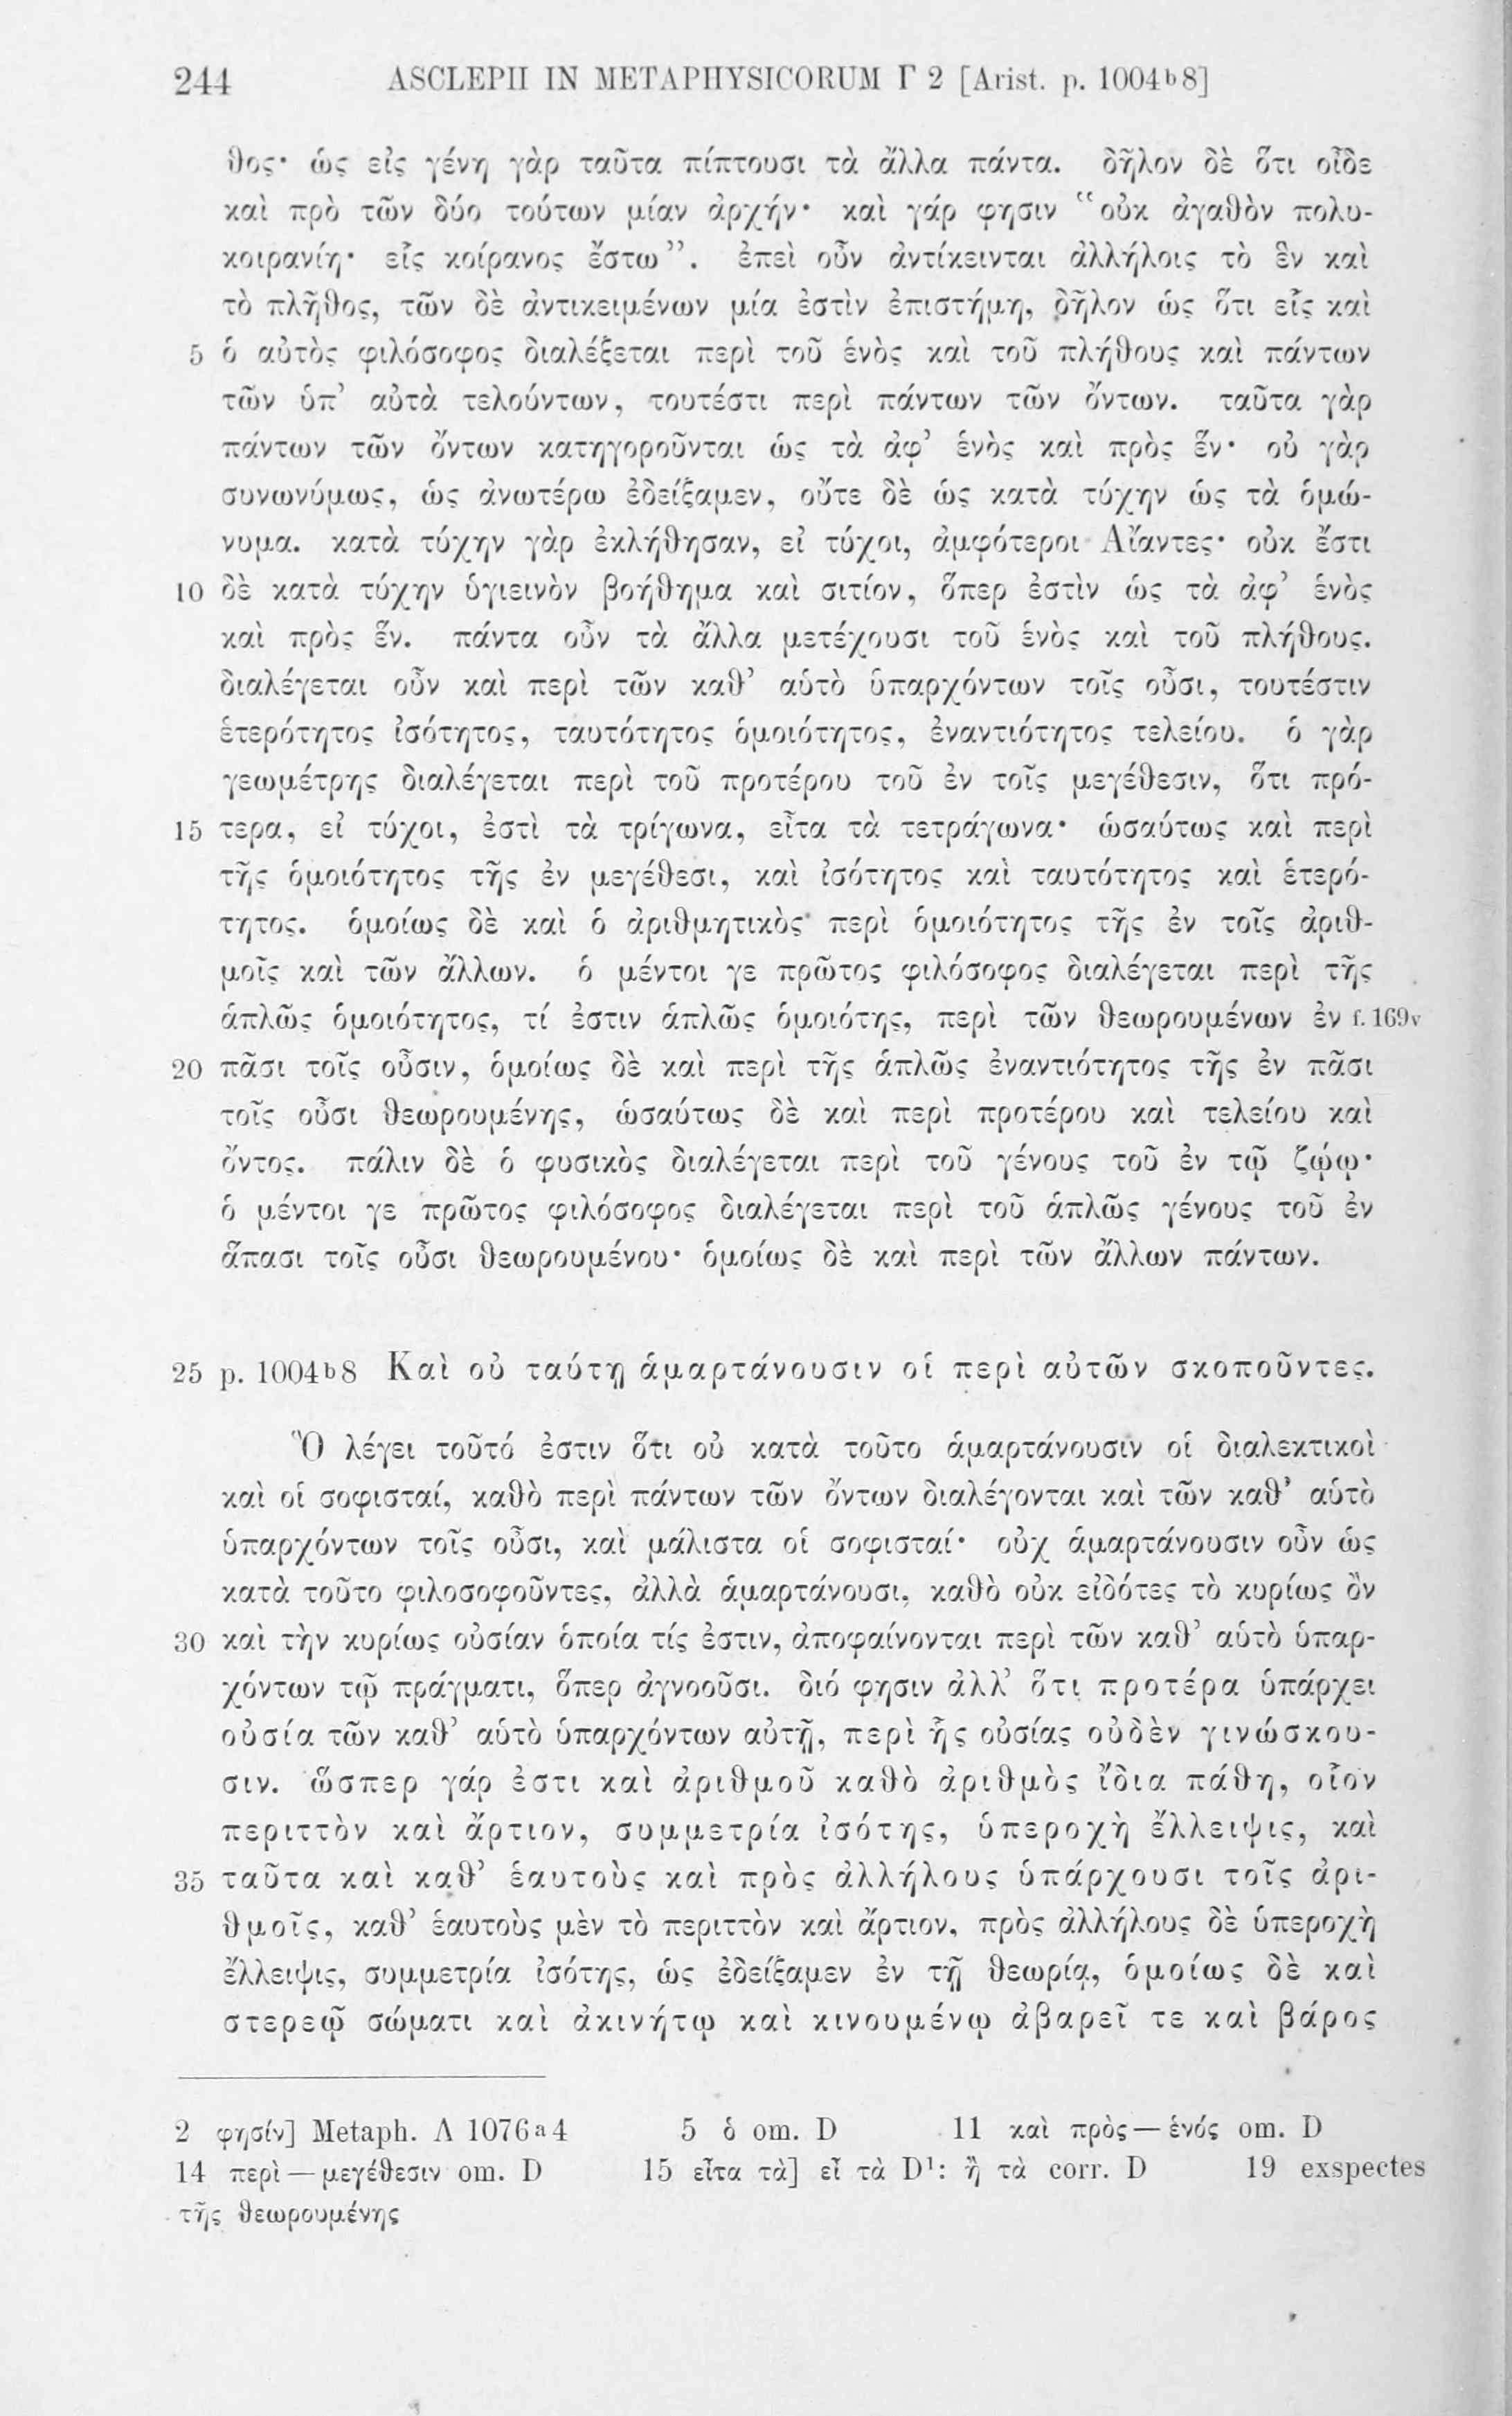 244 ASCLEPII IN METAPHYSICORUM Γ 2 [Arist. p. 1004b8]
θος· ὡς εἰς γένη γὰρ ταῦτα πίπτουσι τὰ ἄλλα πάντα. δῆλον δὲ ὅτι οἶδε
καὶ πρὸ τῶν δύο τούτων μίαν ἀρχήν· καὶ γάρ φησιν “οὐκ ἀγαθὸν πολυ-
κοιρανίη· εἷς κοίρανος ἔστω”. ἐπεὶ οὖν ἀντίκεινται ἀλλήλοις τὸ ἓν καὶ
τὸ πλῆθος, τῶν δὲ ἀντικειμένων μία ἐστὶν ἐπιστήμη, δῆλον ὡς ὅτι εἷς καὶ
5 ὁ αὐτὸς φιλόσοφος διαλέξεται περὶ τοῦ ἑνὸς καὶ τοῦ πλήθους καὶ πάντων
τῶν ὑπ’ αὐτὰ τελούντων, τουτέστι περὶ πάντων τῶν ὄντων. ταῦτα γὰρ
πάντων τῶν ὄντων κατηγοροῦνται ὡς τὰ ἀφ’ ἑνὸς καὶ πρὸς ἕν· οὐ γὰρ
συνωνύμως, ὡς ἀνωτέρω ἐδείξαμεν, οὔτε δὲ ὡς κατὰ τύχην ὡς τὰ ὁμώ-
νυμα. κατὰ τύχην γὰρ ἐκλήθησαν, εἰ τύχοι, ἀμφότεροι Αἴαντες· οὐκ ἔστι
10 δὲ κατὰ τύχην ὑγιεινὸν βοήθημα καὶ σιτίον, ὅπερ ἐστὶν ὡς τὰ ἀφ’ ἑνὸς
καὶ πρὸς ἕν. πάντα οὖν τὰ ἄλλα μετέχουσι τοῦ ἑνὸς καὶ τοῦ πλήθους.
διαλέγεται οὖν καὶ περὶ τῶν καθ’ αὑτὸ ὑπαρχόντων τοῖς οὖσι, τουτέστιν
ἑτερότητος ἰσότητος, ταυτότητος ὁμοιότητος, ἐναντιότητος τελείου. ὁ γὰρ
γεωμέτρης διαλέγεται περὶ τοῦ προτέρου τοῦ ἐν τοῖς μεγέθεσιν, ὅτι πρό-
15 τερα, εἰ τύχοι, ἐστὶ τὰ τρίγωνα, εἶτα τὰ τετράγωνα· ὡσαύτως καὶ περὶ
τῆς ὁμοιότητος τῆς ἐν μεγέθεσι, καὶ ἰσότητος καὶ ταυτότητος καὶ ἑτερό-
τητος. ὁμοίως δὲ καὶ ὁ ἀριθμητικὸς περὶ ὁμοιότητος τῆς ἐν τοῖς ἀριθ-
μοῖς καὶ τῶν ἄλλων. ὁ μέντοι γε πρῶτος φιλόσοφος διαλέγεται περὶ τῆς
ἁπλῶς ὁμοιότητος, τί ἐστιν ἁπλῶς ὁμοιότης, περὶ τῶν θεωρουμένων ἐν f. 169v
20 πᾶσι τοῖς οὖσιν, ὁμοίως δὲ καὶ περὶ τῆς ἁπλῶς ἐναντιότητος τῆς ἐν πᾶσι
τοῖς οὖσι θεωρουμένης, ὡσαύτως δὲ καὶ περὶ προτέρου καὶ τελείου καὶ
ὄντος. πάλιν δὲ ὁ φυσικὸς διαλέγεται περὶ τοῦ γένους τοῦ ἐν τῷ ζῴῳ·
ὁ μέντοι γε πρῶτος φιλόσοφος διαλέγεται περὶ τοῦ ἁπλῶς γένους τοῦ ἐν
ἅπασι τοῖς οὖσι θεωρουμένου· ὁμοίως δὲ καὶ περὶ τῶν ἄλλων πάντων.
25 p. 1004b8 Καὶ οὐ ταύτῃ ἁμαρτάνουσιν οἱ περὶ αὐτῶν σκοποῦντες.
Ὃ λέγει τοῦτό ἐστιν ὅτι οὐ κατὰ τοῦτο ἁμαρτάνουσιν οἱ διαλεκτικοὶ
καὶ οἱ σοφισταί, καθὸ περὶ πάντων τῶν ὄντων διαλέγονται καὶ τῶν καθ’ αὑτὸ
ὑπαρχόντων τοῖς οὖσι, καὶ μάλιστα οἱ σοφισταί· οὐχ ἁμαρτάνουσιν οὖν ὡς
κατὰ τοῦτο φιλοσοφοῦντες, ἀλλὰ ἁμαρτάνουσι, καθὸ οὐκ εἰδότες τὸ κυρίως ὂν
30 καὶ τὴν κυρίως οὐσίαν ὁποία τίς ἐστιν, ἀποφαίνονται περὶ τῶν καθ’ αὑτὸ ὑπαρ-
χόντων τῷ πράγματι, ὅπερ ἀγνοοῦσι. διό φησιν ἀλλ’ ὅτι προτέρα ὑπάρχει
οὐσία τῶν καθ’ αὑτὸ ὑπαρχόντων αὐτῇ, περὶ ἧς οὐσίας οὐδὲν γινώσκου-
σιν. ὥσπερ γάρ ἐστι καὶ ἀριθμοῦ καθὸ ἀριθμὸς ἴδια πάθη, οἷον
περιττὸν καὶ ἄρτιον, συμμετρία ἰσότης, ὑπεροχὴ ἔλλειψις, καὶ
35 ταῦτα καὶ καθ’ ἑαυτοὺς καὶ πρὸς ἀλλήλους ὑπάρχουσι τοῖς ἀρι-
θμοῖς, καθ’ ἑαυτοὺς μὲν τὸ περιττὸν καὶ ἄρτιον, πρὸς ἀλλήλους δὲ ὑπεροχὴ
ἔλλειψις, συμμετρία ἰσότης, ὡς ἐδείξαμεν ἐν τῇ θεωρίᾳ, ὁμοίως δὲ καὶ
στερεῷ σώματι καὶ ἀκινήτῳ καὶ κινουμένῳ ἀβαρεῖ τε καὶ βάρος
2 φησίν] Metaph. Λ 1076a4 5 ὁ om. D 11 καὶ πρὸς—ἑνός om. D
14 περὶ—μεγέθεσιν om. D 15 εἶτα τὰ] εἶ τὰ D¹: ἢ τὰ corr. D 19 exspectes
τῆς θεωρουμένης